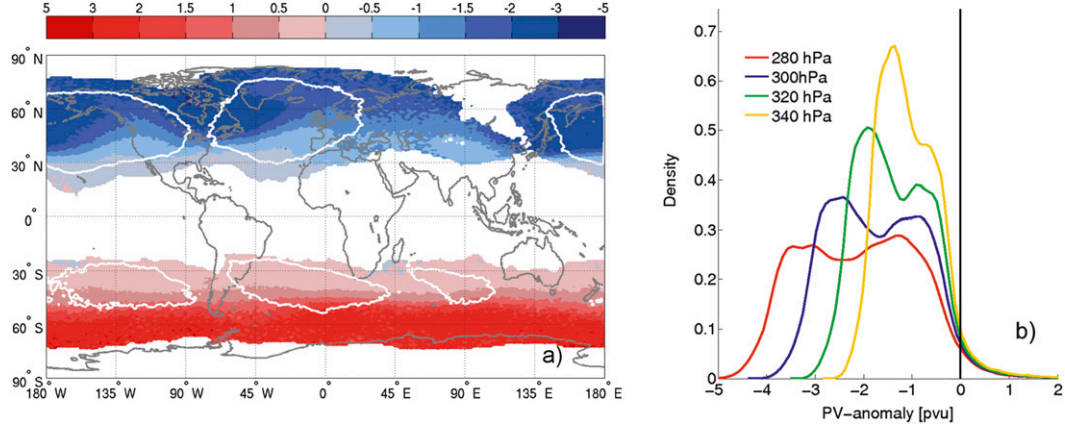 5 3 2 1.5 1 0.5 0 -0.5 -1 -1.5 -2 -3 -5
90° N
60° N
30° N
0°
30° S
60° S
90° S
180° W 135° W 90° W 45° W 0° 45° E 90° E 135° E 180° E
a)
0.7
0.6
0.5
0.4
0.3
0.2
0.1
0
Density
280 hPa
300hPa
320 hPa
340 hPa
b)
-5 -4 -3 -2 -1 0 1 2
PV-anomaly [pvu]